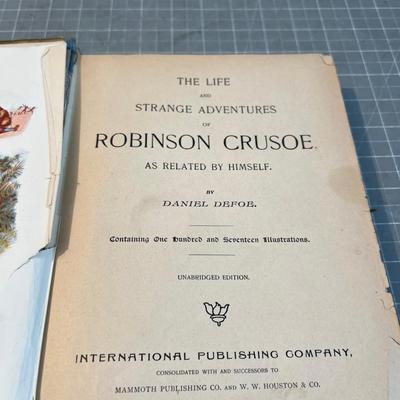 THE LIFE
AND
STRANGE ADVENTURES
OF
ROBINSON CRUSOE.
AS RELATED BY HIMSELF.
BY
DANIEL DEFOE.
Containing One Hundred and Seventeen Illustrations.
UNABRIDGED EDITION.
INTERNATIONAL PUBLISHING COMPANY,
CONSOLIDATED WITH AND SUCCESSORS TO
MAMMOTH PUBLISHING CO. AND W. W. HOUSTON & CO.